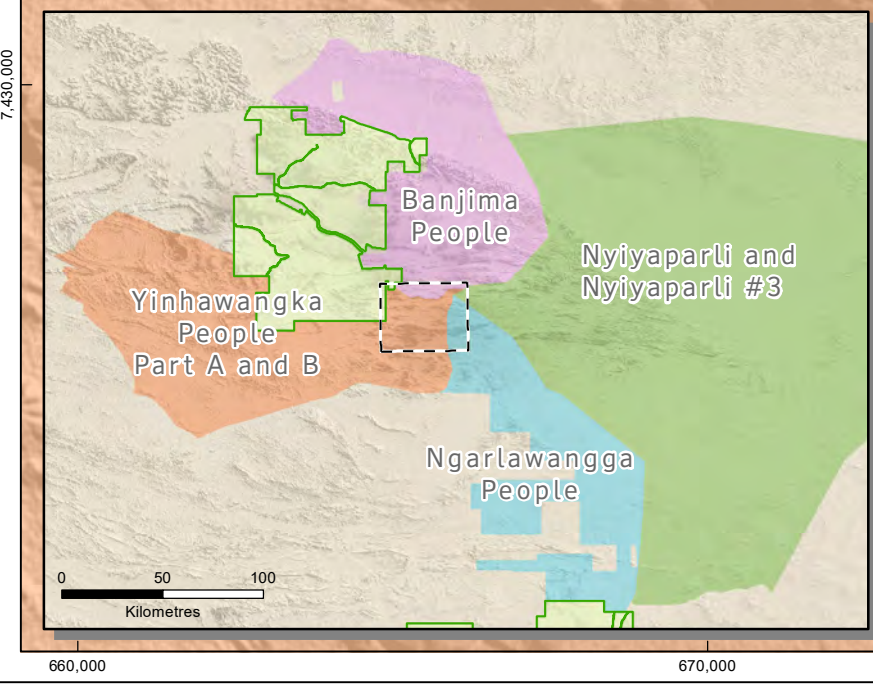 7,430,000
Banjima
People
Nyiyaparli and
Nyiyaparli #3
Yinhawangka
People
Part A and B
Ngarlawangga
People
0 50 100
Kilometres
660,000 670,000